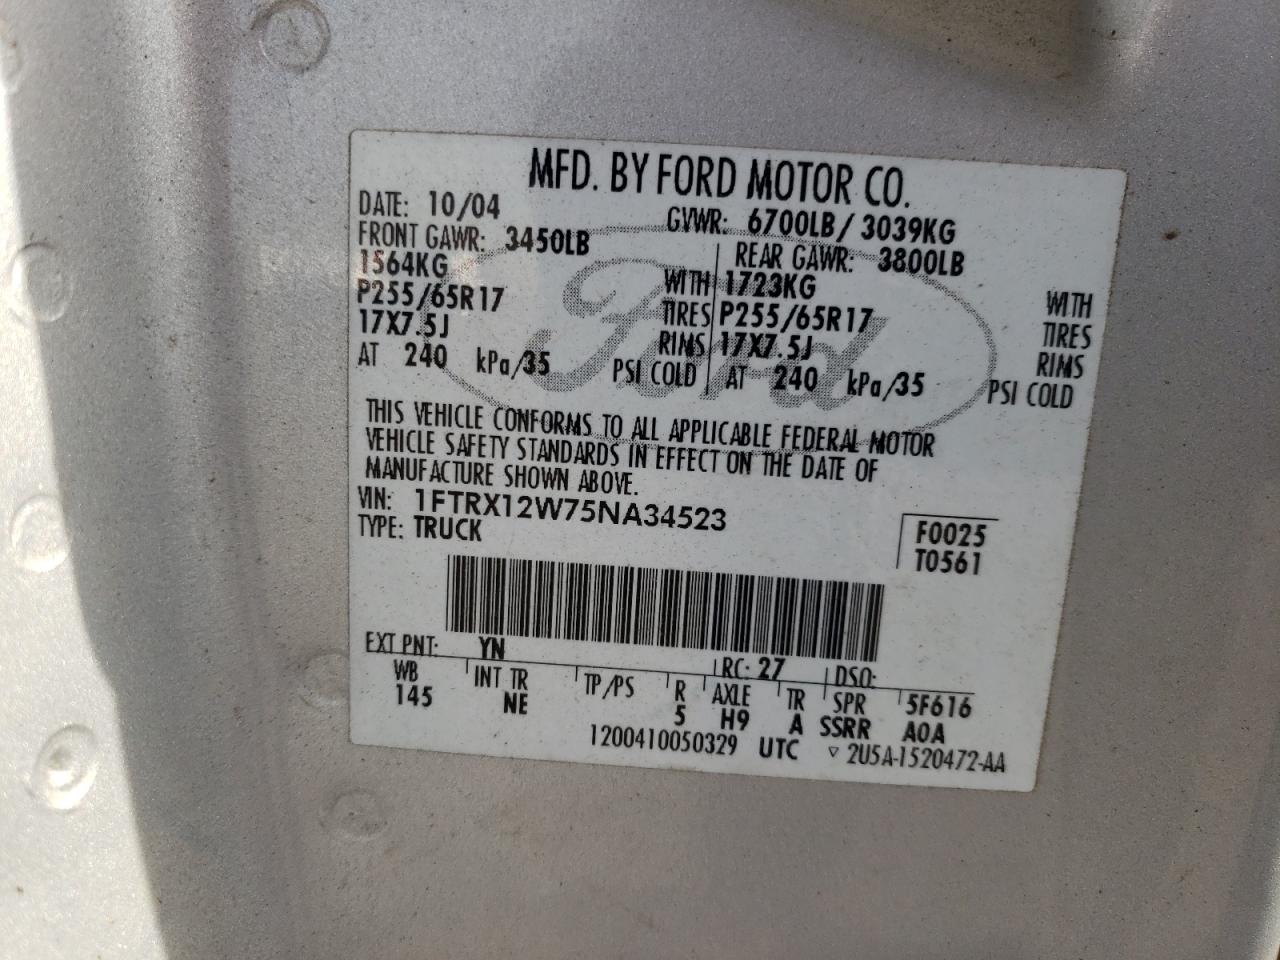 MFD. BY FORD MOTOR CO.
DATE: 10/04 GVWR: 6700LB / 3039KG
FRONT GAWR: 3450LB REAR GAWR: 3800LB
1564KG WITH 1723KG WITH
P255/65R17 TIRES P255/65R17 TIRES
17X7.5J RIMS 17X7.5J RIMS
AT 240 kPa/35 PSI COLD AT 240 kPa/35 PSI COLD
Ford
THIS VEHICLE CONFORMS TO ALL APPLICABLE FEDERAL MOTOR
VEHICLE SAFETY STANDARDS IN EFFECT ON THE DATE OF
MANUFACTURE SHOWN ABOVE.
VIN: 1FTRX12W75NA34523
TYPE: TRUCK
F0025
T0561
EXT PNT: YN RC: 27 DSO:
WB INT TR TP/PS R AXLE TR SPR 5F616
145 NE 5 H9 A SSRR A0A
1200410050329 UTC ▿ 2U5A-1520472-AA